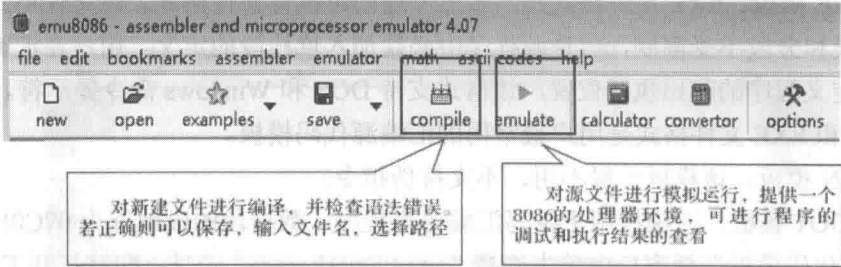 emu8086 - assembler and microprocessor emulator 4.07
file edit bookmarks assembler emulator math ascii codes help
new open examples save compile emulate calculator convertor options
对新建文件进行编译，并检查语法错误。
若正确则可以保存，输入文件名，选择路径
对源文件进行模拟运行，提供一个
8086的处理器环境，可进行程序的
调试和执行结果的查看